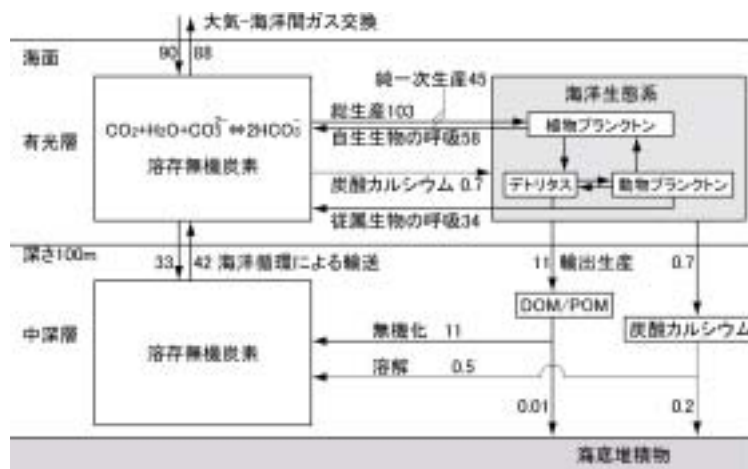 大気-海洋間ガス交換
海面
90
88
純一次生産45
海洋生態系
有光層
CO₂+H₂O+CO₃²⁻⇔2HCO₃⁻
溶存無機炭素
総生産103
自生生物の呼吸58
植物プランクトン
炭酸カルシウム 0.7
デトリタス
動物プランクトン
従属生物の呼吸34
深さ100m
33
42 海洋循環による輸送
11 輸出生産
0.7
DOM/POM
中深層
溶存無機炭素
無機化 11
炭酸カルシウム
溶解 0.5
0.01
0.2
海底堆積物